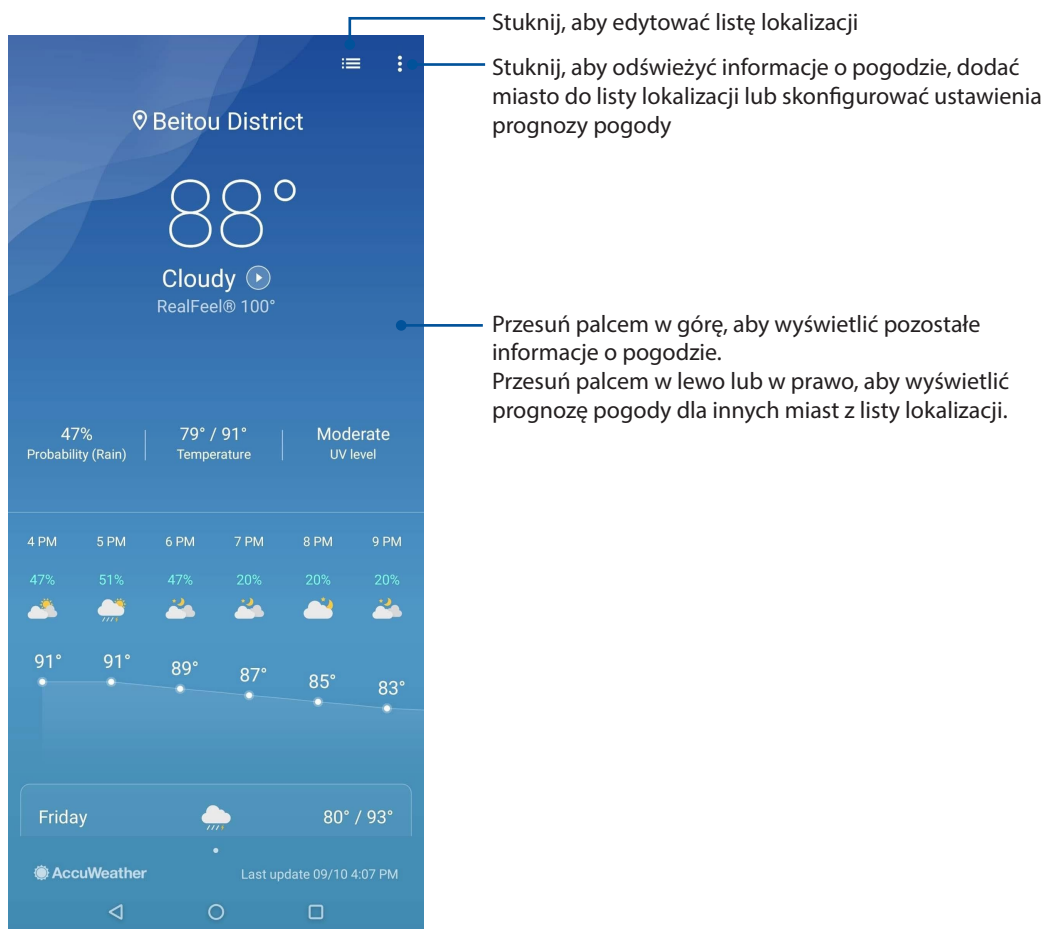 Stuknij, aby edytować listę lokalizacji
Stuknij, aby odświeżyć informacje o pogodzie, dodać
miasto do listy lokalizacji lub skonfigurować ustawienia
prognozy pogody
Beitou District
88°
Cloudy
RealFeel® 100°
Przesuń palcem w górę, aby wyświetlić pozostałe
informacje o pogodzie.
Przesuń palcem w lewo lub w prawo, aby wyświetlić
prognozę pogody dla innych miast z listy lokalizacji.
47% 79° / 91° Moderate
Probability (Rain) Temperature UV level
4 PM 5 PM 6 PM 7 PM 8 PM 9 PM
47% 51% 47% 20% 20% 20%
91° 91° 89° 87° 85° 83°
Friday 80° / 93°
AccuWeather Last update 09/10 4:07 PM